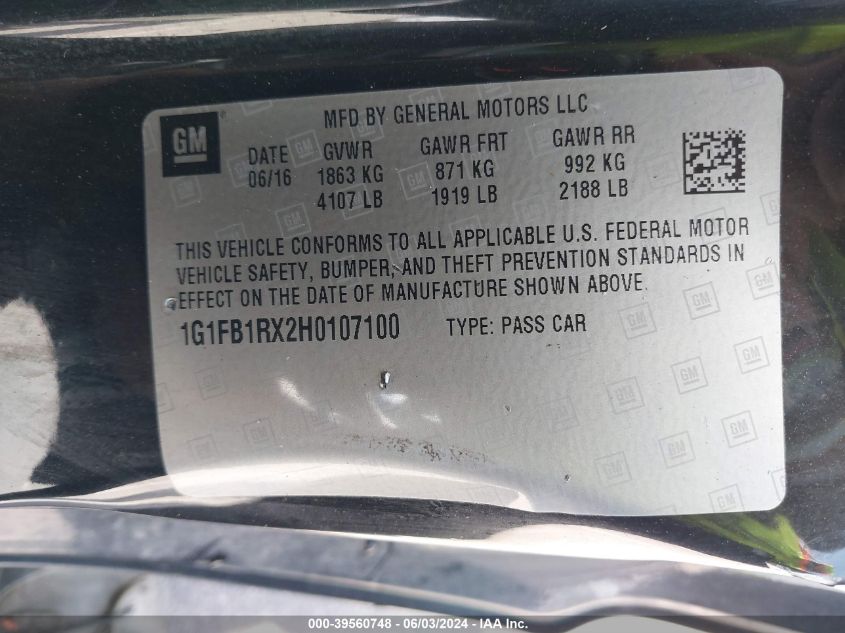 GM
MFD BY GENERAL MOTORS LLC
DATE GVWR GAWR FRT GAWR RR
06/16 1863 KG 871 KG 992 KG
4107 LB 1919 LB 2188 LB
THIS VEHICLE CONFORMS TO ALL APPLICABLE U.S. FEDERAL MOTOR
VEHICLE SAFETY, BUMPER, AND THEFT PREVENTION STANDARDS IN
EFFECT ON THE DATE OF MANUFACTURE SHOWN ABOVE.
1G1FB1RX2H0107100 TYPE: PASS CAR
000-39560748 - 06/03/2024 - IAA Inc.